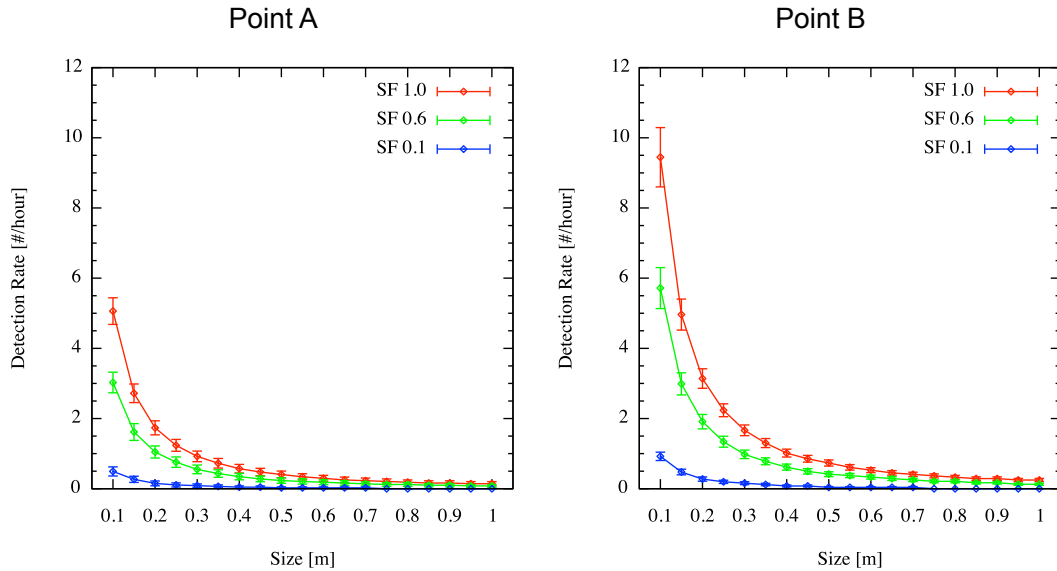 Point A
12
10
8
6
4
2
0
Detection Rate [#/hour]
SF 1.0
SF 0.6
SF 0.1
0.1 0.2 0.3 0.4 0.5 0.6 0.7 0.8 0.9 1
Size [m]
Point B
12
10
8
6
4
2
0
Detection Rate [#/hour]
SF 1.0
SF 0.6
SF 0.1
0.1 0.2 0.3 0.4 0.5 0.6 0.7 0.8 0.9 1
Size [m]